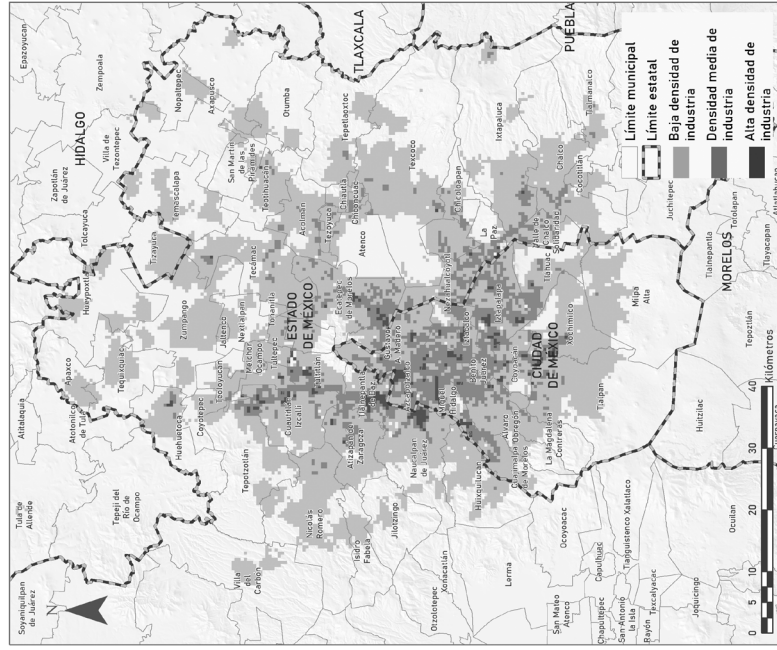 Epazoyucan
Zempoala
HIDALGO
Villa de
Tezontepec
Zapotlán
de Juárez
Tolcayuca
Tizayuca
Temascalapa
Nopaltepec
Axapusco
Otumba
San Martín
de las
Pirámides
Teotihuacán
TLAXCALA
PUEBLA
Tepetlaoxtoc
Acolman
Tezoyuca
Chiautla
Chiconcuac
Texcoco
Atenco
Chicoloapan
Ixtapaluca
Tlalmanalco
Chalco
Cocotitlán
La
Paz
Valle de
Chalco
Solidaridad
Tláhuac
Nezahualcóyotl
Iztapalapa
Iztacalco
Hueypoxtla
Apaxco
Atitalaquia
Atotonilco
de Tula
Tequixquiac
Zumpango
Jaltenco
Nextlalpan
Tecámac
Tonanitla
ESTADO
DE MÉXICO
Ecatepec
de Morelos
Gustavo
A. Madero
Melchor
Ocampo
Tultepec
Tultitlán
Teoloyucan
Coyotepec
Huehuetoca
Cuautitlán
Izcalli
Tlalnepantla
de Baz
Azcapotzalco
Miguel
Hidalgo
Benito
Juárez
Coyoacán
CIUDAD
DE MÉXICO
Xochimilco
Milpa
Alta
Tlalpan
Tepotzotlán
Atizapán de
Zaragoza
Naucalpan
de Juárez
Huixquilucan
Cuajimalpa
de Morelos
Álvaro
Obregón
La Magdalena
Contreras
Tula de
Allende
Tepeji del
Río de
Ocampo
Soyaniquilpan
de Juárez
Nicolás
Romero
Villa
del
Carbón
Isidro
Fabela
Jilotzingo
Otzolotepec
Xonacatlán
Lerma
Ocoyoacac
San Mateo
Atenco
Capulhuac
Tianguistenco
Xalatlaco
Chapultepec
San Antonio
la Isla
Rayón
Texcalyacac
Joquicingo
Ocuilan
Huitzilac
Tepoztlán
MORELOS
Tlalnepantla
Totolapan
Tlayacapan
Juchitepec
Límite municipal
Límite estatal
Baja densidad de
industria
Densidad media de
industria
Alta densidad de
industria
0 5 10 20 30 40
Kilómetros